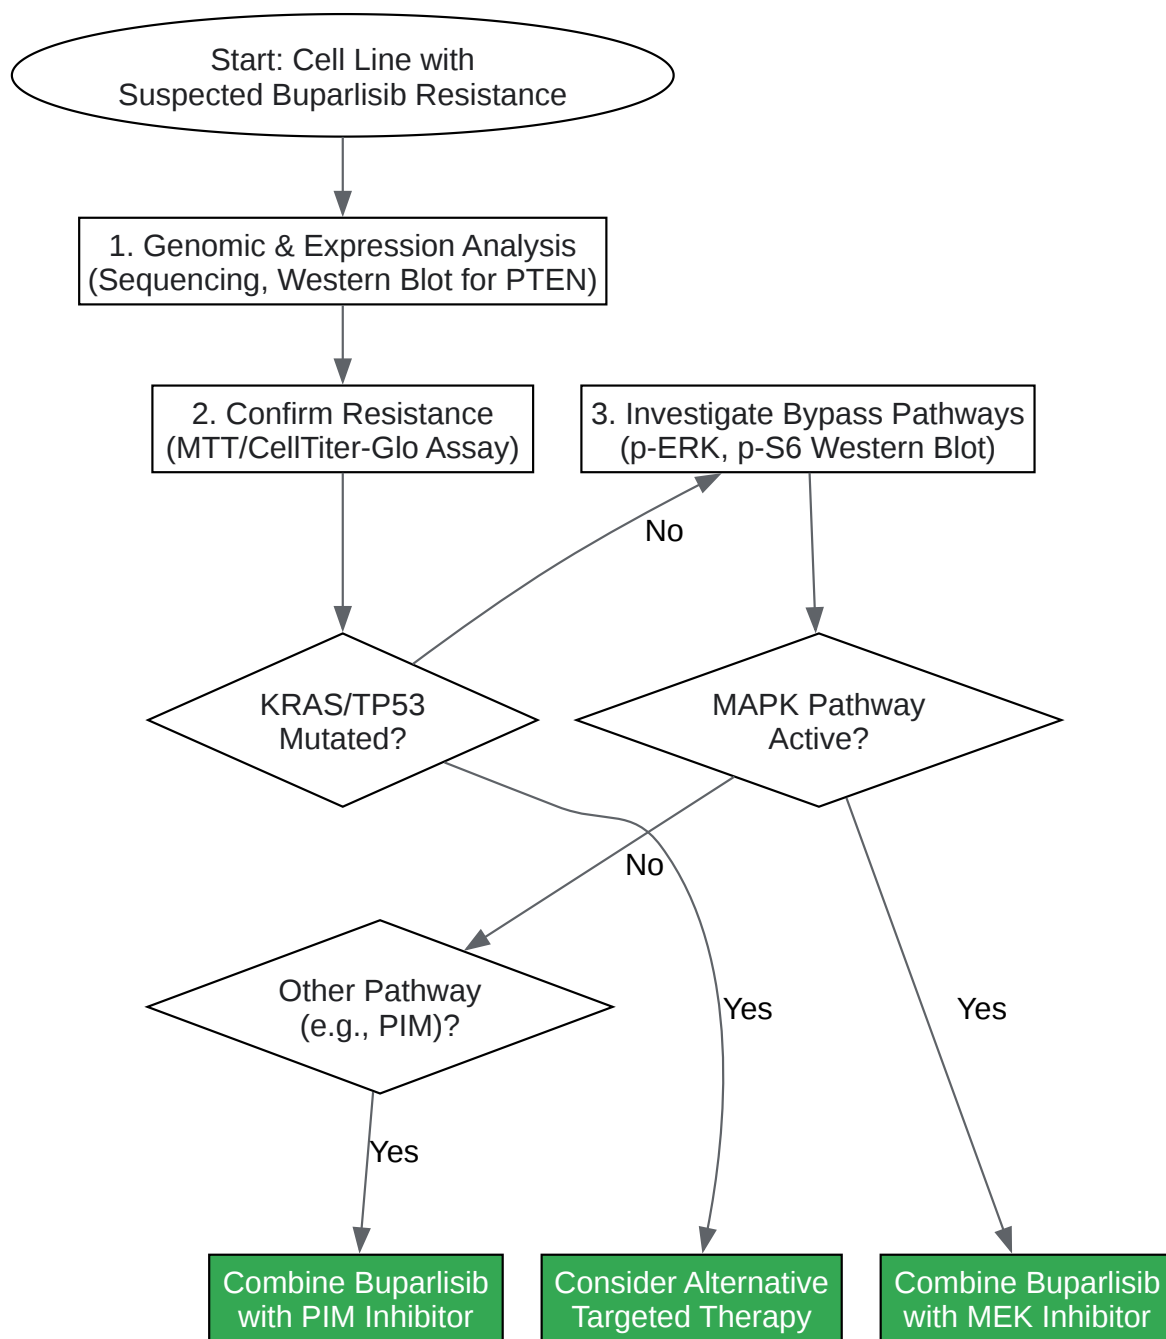 Start: Cell Line with
Suspected Buparlisib Resistance
1. Genomic & Expression Analysis
(Sequencing, Western Blot for PTEN)
2. Confirm Resistance
(MTT/CellTiter-Glo Assay)
3. Investigate Bypass Pathways
(p-ERK, p-S6 Western Blot)
No
KRAS/TP53
Mutated?
MAPK Pathway
Active?
No
Other Pathway
(e.g., PIM)?
Yes
Yes
Yes
Combine Buparlisib
with PIM Inhibitor
Consider Alternative
Targeted Therapy
Combine Buparlisib
with MEK Inhibitor